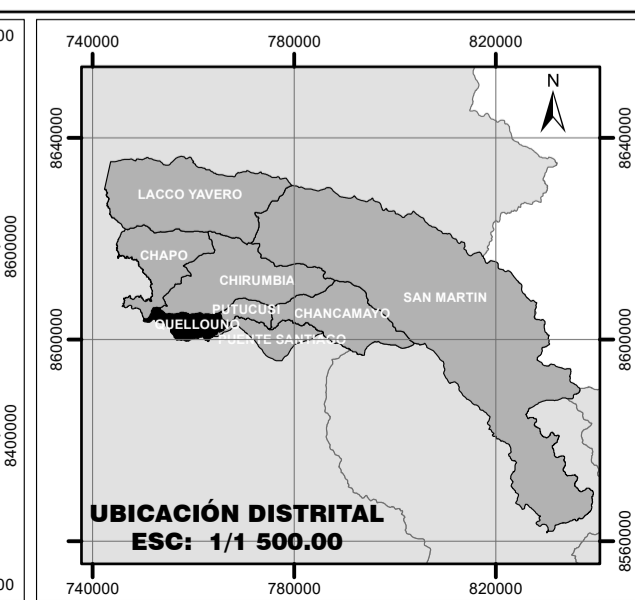 740000 780000 820000
N
8640000 8640000
LACCO YAVERO
8600000
CHAPO
CHIRUMBIA
SAN MARTIN
PUTUCUSI
CHANCAMAYO
QUELLOUNO
PUENTE SANTIAGO
8600000 8600000
8400000
UBICACIÓN DISTRITAL
ESC: 1/1 500.00
8560000
740000 780000 820000